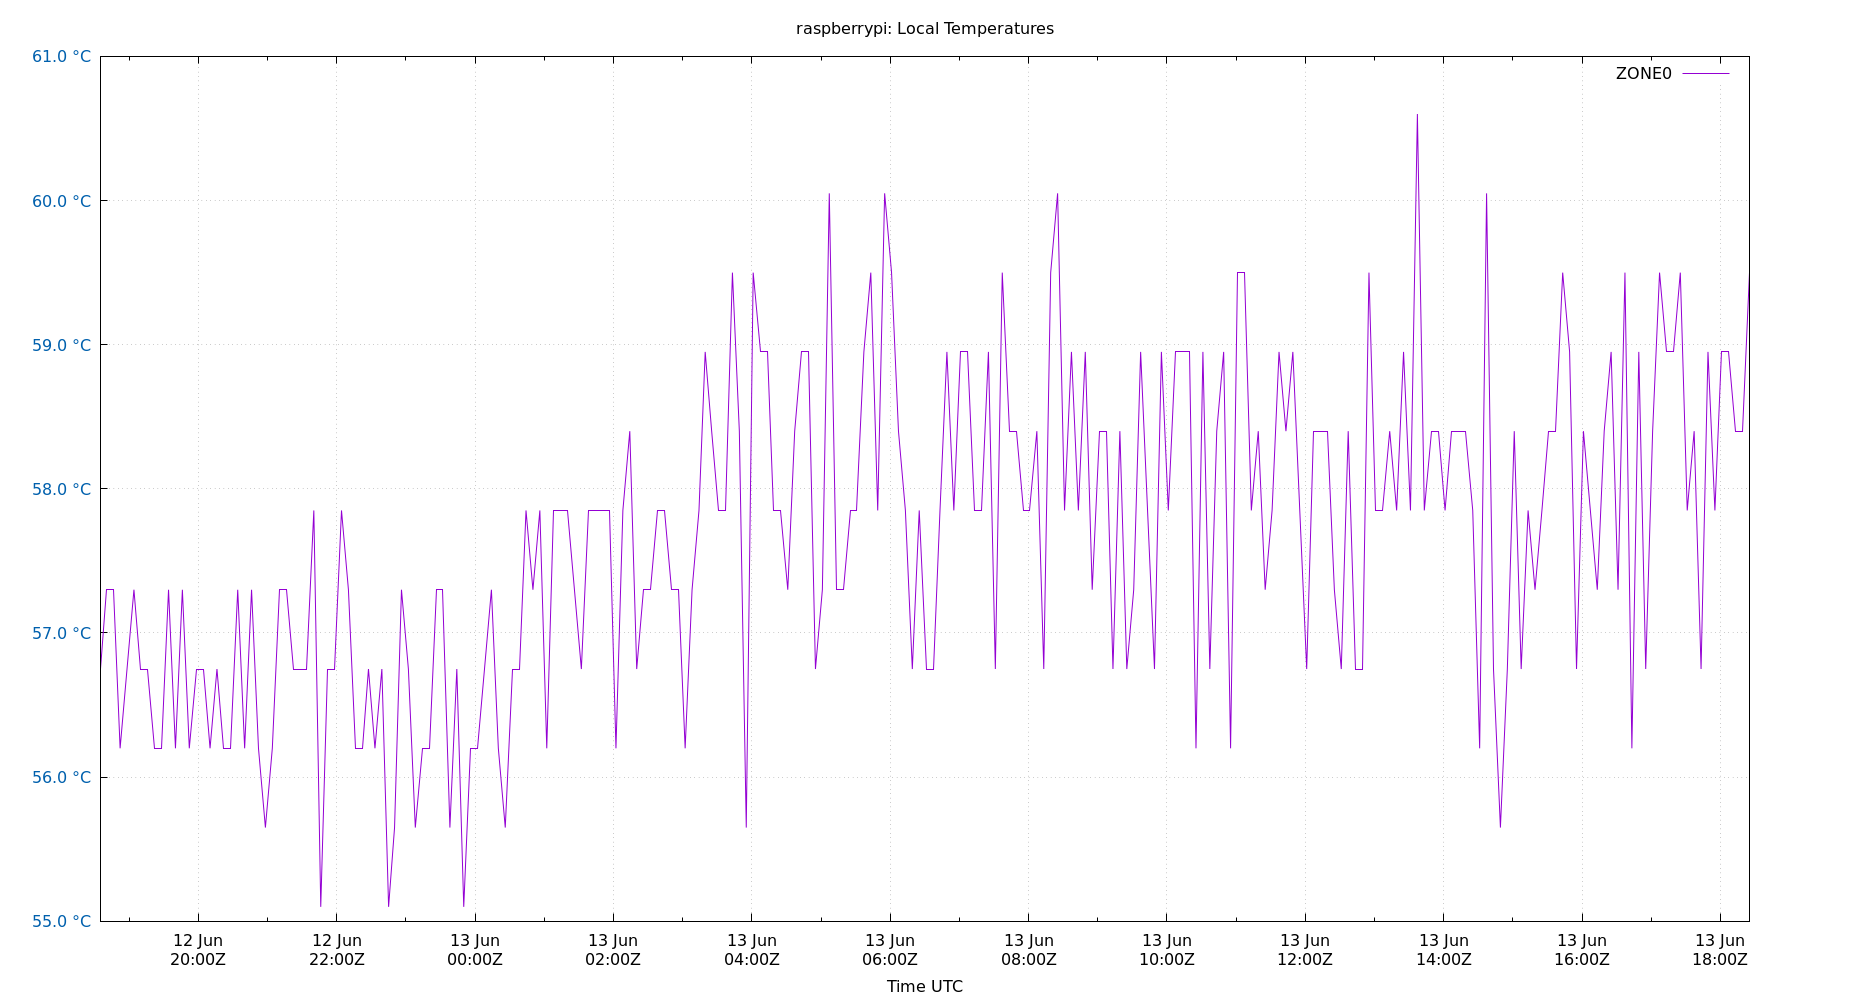 raspberrypi: Local Temperatures
61.0 °C
60.0 °C
59.0 °C
58.0 °C
57.0 °C
56.0 °C
55.0 °C
ZONE0
12 Jun 12 Jun 13 Jun 13 Jun 13 Jun 13 Jun 13 Jun 13 Jun 13 Jun 13 Jun 13 Jun 13 Jun
20:00Z 22:00Z 00:00Z 02:00Z 04:00Z 06:00Z 08:00Z 10:00Z 12:00Z 14:00Z 16:00Z 18:00Z
Time UTC